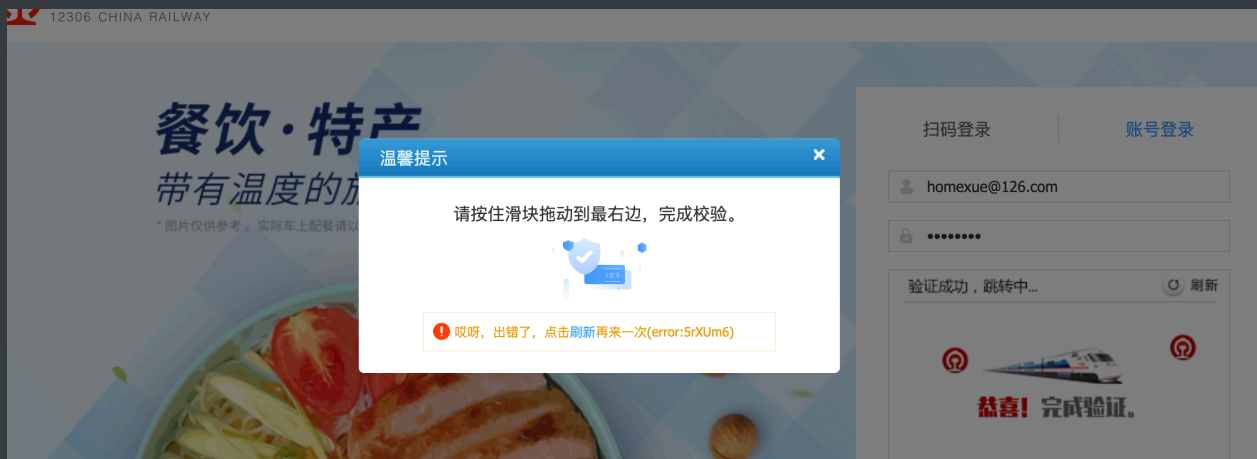 12306 CHINA RAILWAY
餐饮·特产
带有温度的旅
*图片仅供参考，实际车上配餐请以
扫码登录
账号登录
homexue@126.com
••••••••
验证成功，跳转中...
刷新
恭喜！完成验证。
温馨提示
×
请按住滑块拖动到最右边，完成校验。
123
哎呀，出错了，点击刷新再来一次(error:5rXUm6)